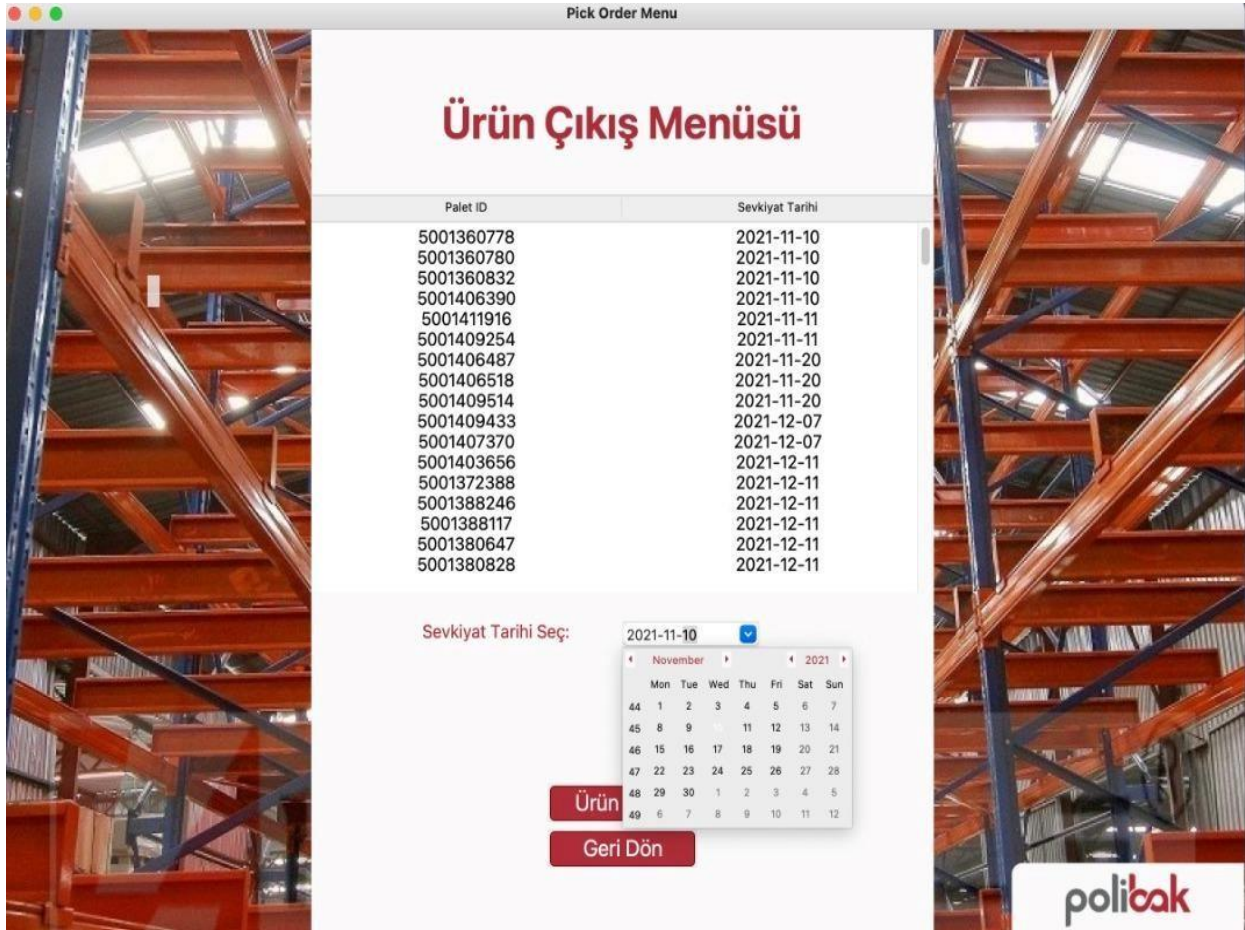 Pick Order Menu
Ürün Çıkış Menüsü
Palet ID Sevkiyat Tarihi
5001360778 2021-11-10
5001360780 2021-11-10
5001360832 2021-11-10
5001406390 2021-11-10
5001411916 2021-11-11
5001409254 2021-11-11
5001406487 2021-11-20
5001406518 2021-11-20
5001409514 2021-11-20
5001409433 2021-12-07
5001407370 2021-12-07
5001403656 2021-12-11
5001372388 2021-12-11
5001388246 2021-12-11
5001388117 2021-12-11
5001380647 2021-12-11
5001380828 2021-12-11
Sevkiyat Tarihi Seç: 2021-11-10
November 2021
Mon Tue Wed Thu Fri Sat Sun
44 1 2 3 4 5 6 7
45 8 9 10 11 12 13 14
46 15 16 17 18 19 20 21
47 22 23 24 25 26 27 28
48 29 30 1 2 3 4 5
49 6 7 8 9 10 11 12
Ürün
Geri Dön
polibak